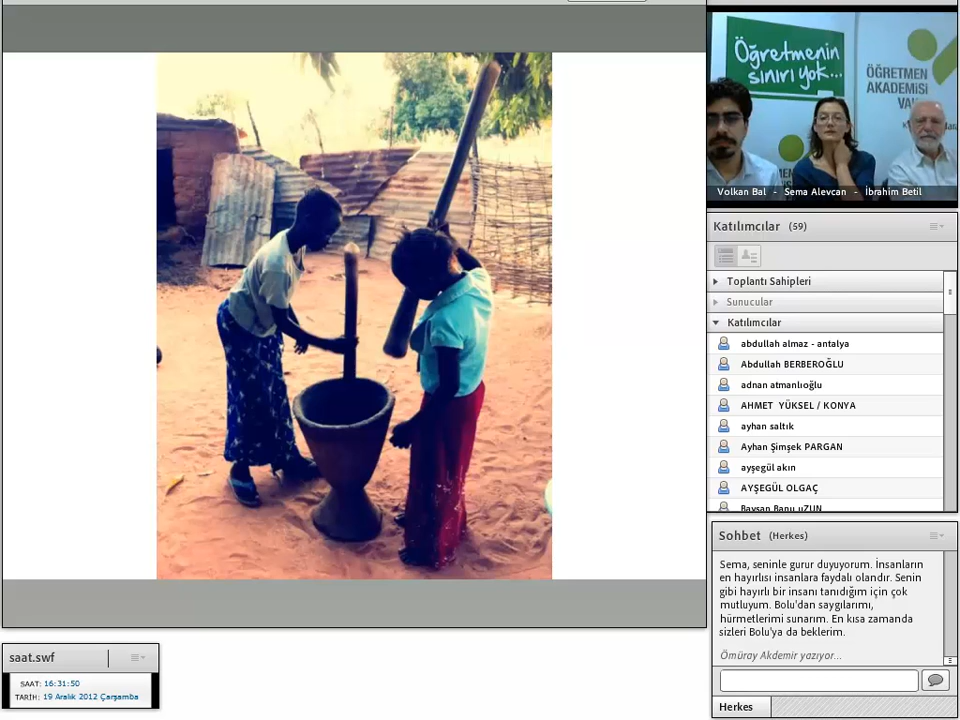 Öğretmenin
sınırı yok...
ÖĞRETMEN
AKADEMİSİ
Volkan Bal - Sema Alevcan - İbrahim Betil
Katılımcılar (59)
Toplantı Sahipleri
Sunucular
Katılımcılar
abdullah almaz - antalya
Abdullah BERBEROĞLU
adnan atmanlıoğlu
AHMET YÜKSEL / KONYA
ayhan saltık
Ayhan Şimşek PARGAN
ayşegül akın
AYŞEGÜL OLGAÇ
Baysan Banu uZUN
Sohbet (Herkes)
Sema, seninle gurur duyuyorum. İnsanların
en hayırlısı insanlara faydalı olandır. Senin
gibi hayırlı bir insanı tanıdığım için çok
mutluyum. Bolu'dan saygılarımı,
hürmetlerimi sunarım. En kısa zamanda
sizleri Bolu'ya da beklerim.
Ömüray Akdemir yazıyor...
Herkes
saat.swf
SAAT: 16:31:50
TARİH: 19 Aralık 2012 Çarşamba